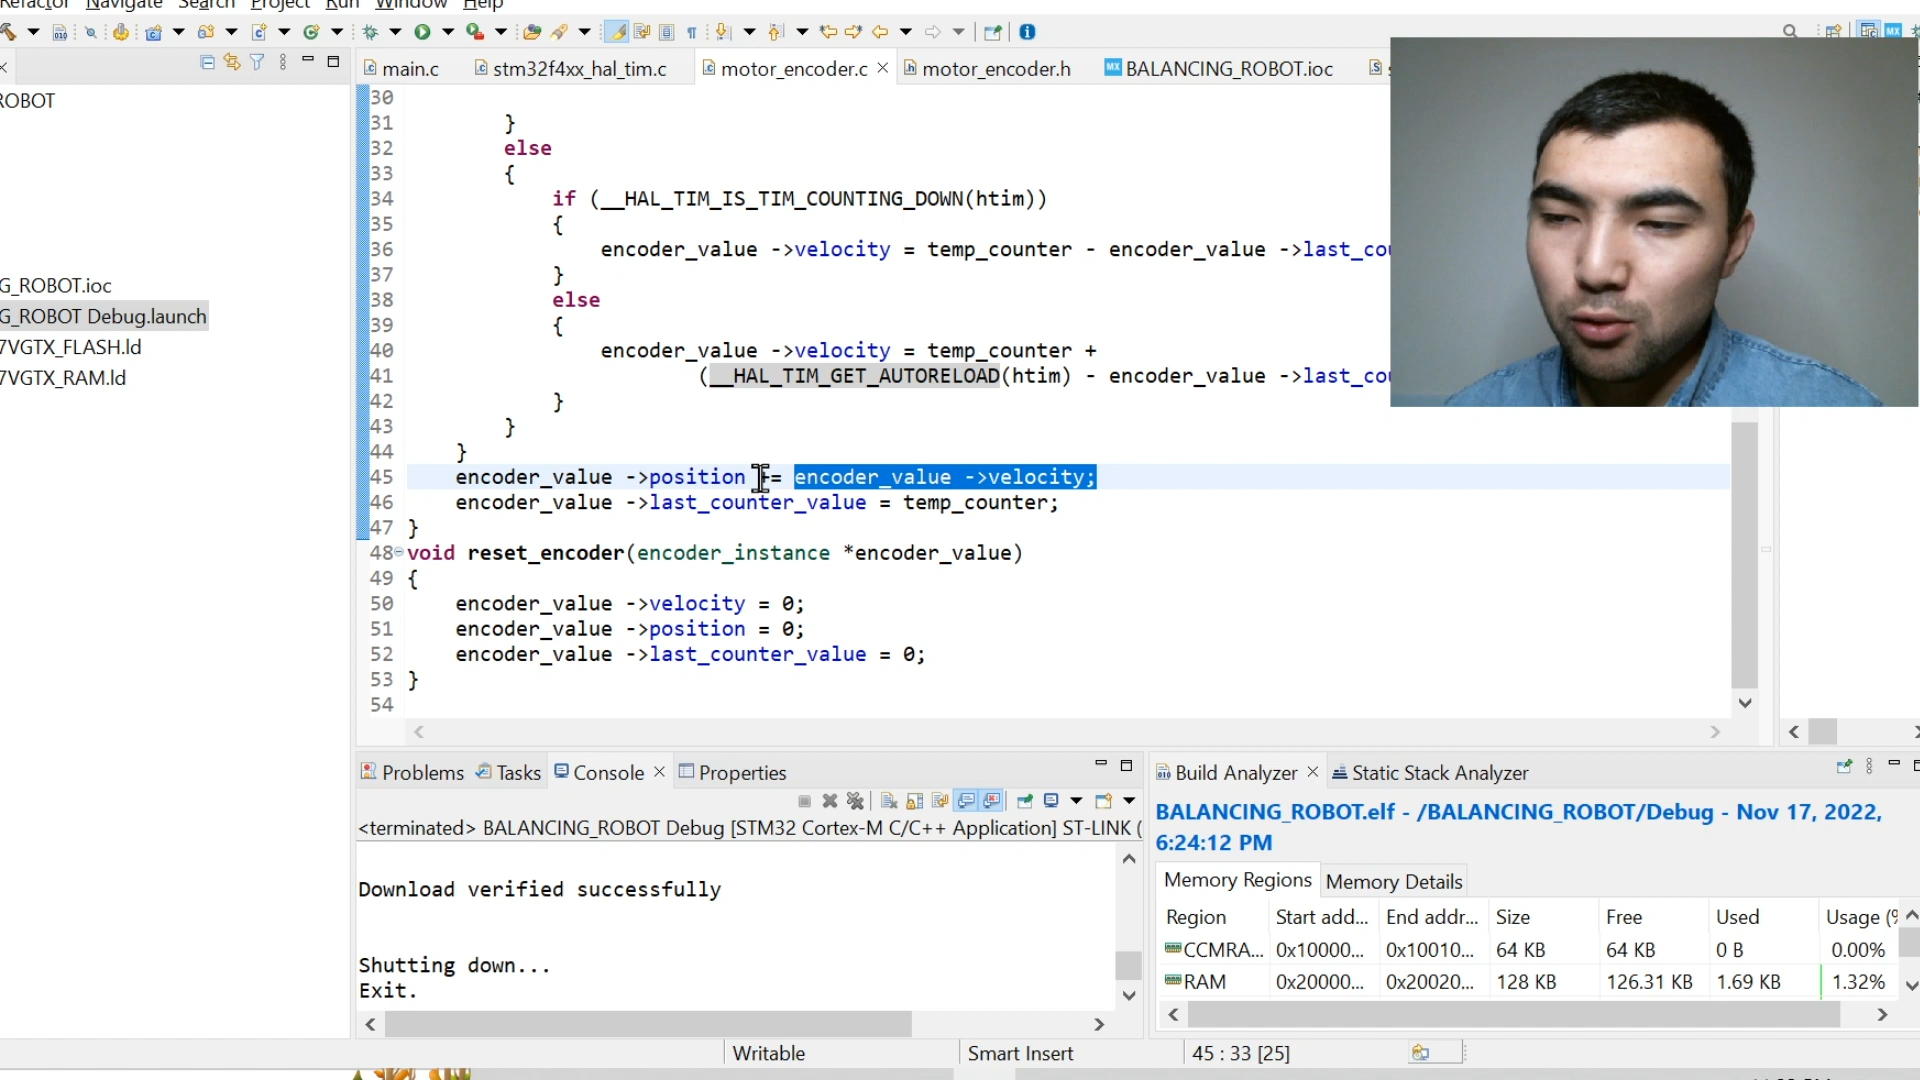 Refactor Navigate Search Project Run Window Help
main.c stm32f4xx_hal_tim.c motor_encoder.c motor_encoder.h BALANCING_ROBOT.ioc
ROBOT
G_ROBOT.ioc
G_ROBOT Debug.launch
7VGTX_FLASH.ld
7VGTX_RAM.ld
30
31 }
32 else
33 {
34 if (__HAL_TIM_IS_TIM_COUNTING_DOWN(htim))
35 {
36 encoder_value ->velocity = temp_counter - encoder_value ->last_cou
37 }
38 else
39 {
40 encoder_value ->velocity = temp_counter +
41 (__HAL_TIM_GET_AUTORELOAD(htim) - encoder_value ->last_cou
42 }
43 }
44 }
45 encoder_value ->position += encoder_value ->velocity;
46 encoder_value ->last_counter_value = temp_counter;
47 }
48 void reset_encoder(encoder_instance *encoder_value)
49 {
50 encoder_value ->velocity = 0;
51 encoder_value ->position = 0;
52 encoder_value ->last_counter_value = 0;
53 }
54
Problems Tasks Console Properties
<terminated> BALANCING_ROBOT Debug [STM32 Cortex-M C/C++ Application] ST-LINK (
Download verified successfully
Shutting down...
Exit.
Build Analyzer Static Stack Analyzer
BALANCING_ROBOT.elf - /BALANCING_ROBOT/Debug - Nov 17, 2022,
6:24:12 PM
Memory Regions Memory Details
Region Start add... End addr... Size Free Used Usage (%
CCMRA... 0x10000... 0x10010... 64 KB 64 KB 0 B 0.00%
RAM 0x20000... 0x20020... 128 KB 126.31 KB 1.69 KB 1.32%
Writable Smart Insert 45 : 33 [25]